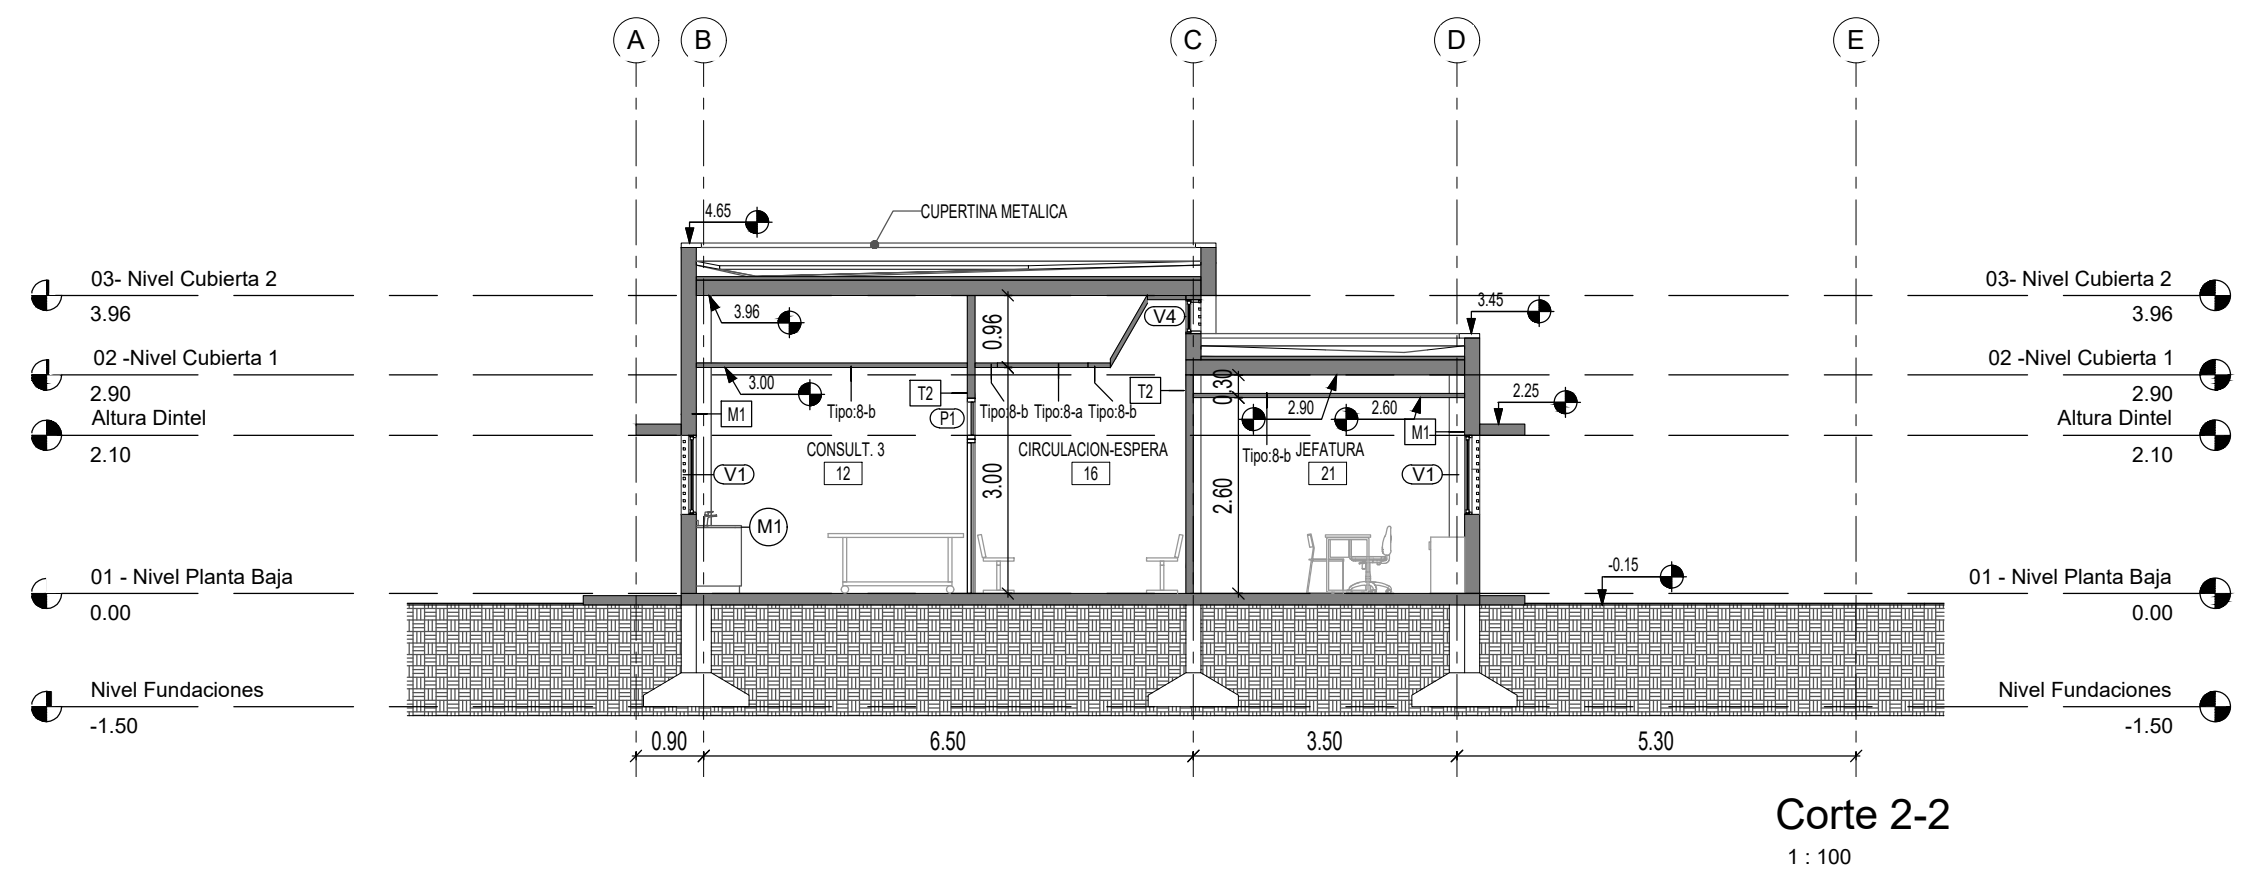 A B C D E
CUPERTINA METALICA
4.65
03- Nivel Cubierta 2
3.96
02 -Nivel Cubierta 1
2.90
Altura Dintel
2.10
01 - Nivel Planta Baja
0.00
Nivel Fundaciones
-1.50
3.96
3.00
M1
V1
M1
Tipo:8-b
CONSULT. 3
12
T2
P1
0.96
3.00
Tipo:8-b Tipo:8-a Tipo:8-b
CIRCULACION-ESPERA
16
V4
T2
0,30
2.60
2.90
2.60
Tipo:8-b
JEFATURA
21
M1
V1
3.45
2.25
-0.15
03- Nivel Cubierta 2
3.96
02 -Nivel Cubierta 1
2.90
Altura Dintel
2.10
01 - Nivel Planta Baja
0.00
Nivel Fundaciones
-1.50
0.90 6.50 3.50 5.30
Corte 2-2
1 : 100